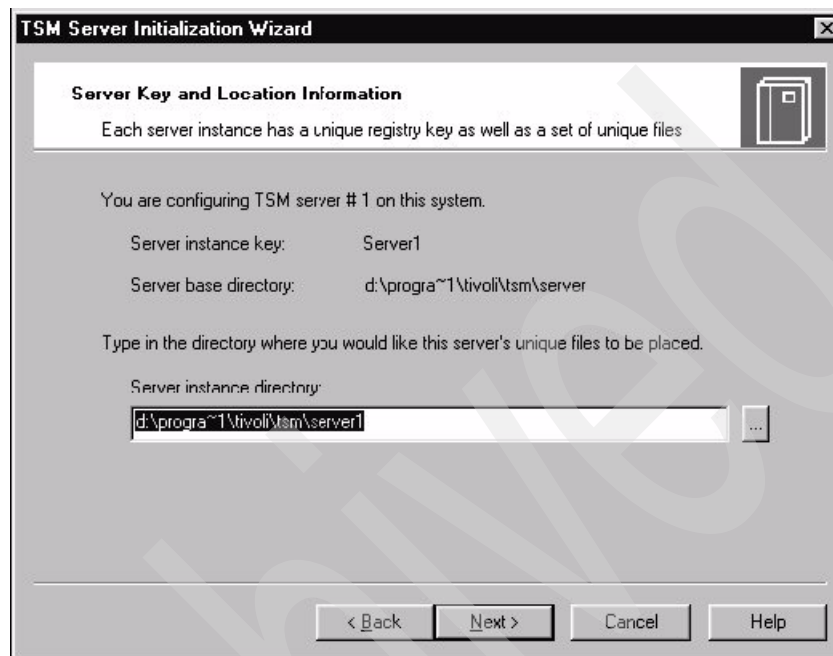 TSM Server Initialization Wizard
Server Key and Location Information
Each server instance has a unique registry key as well as a set of unique files
You are configuring TSM server # 1 on this system.
Server instance key: Server1
Server base directory: d:\progra~1\tivoli\tsm\server
Type in the directory where you would like this server's unique files to be placed.
Server instance directory:
d:\progra~1\tivoli\tsm\server1
...
< Back Next > Cancel Help